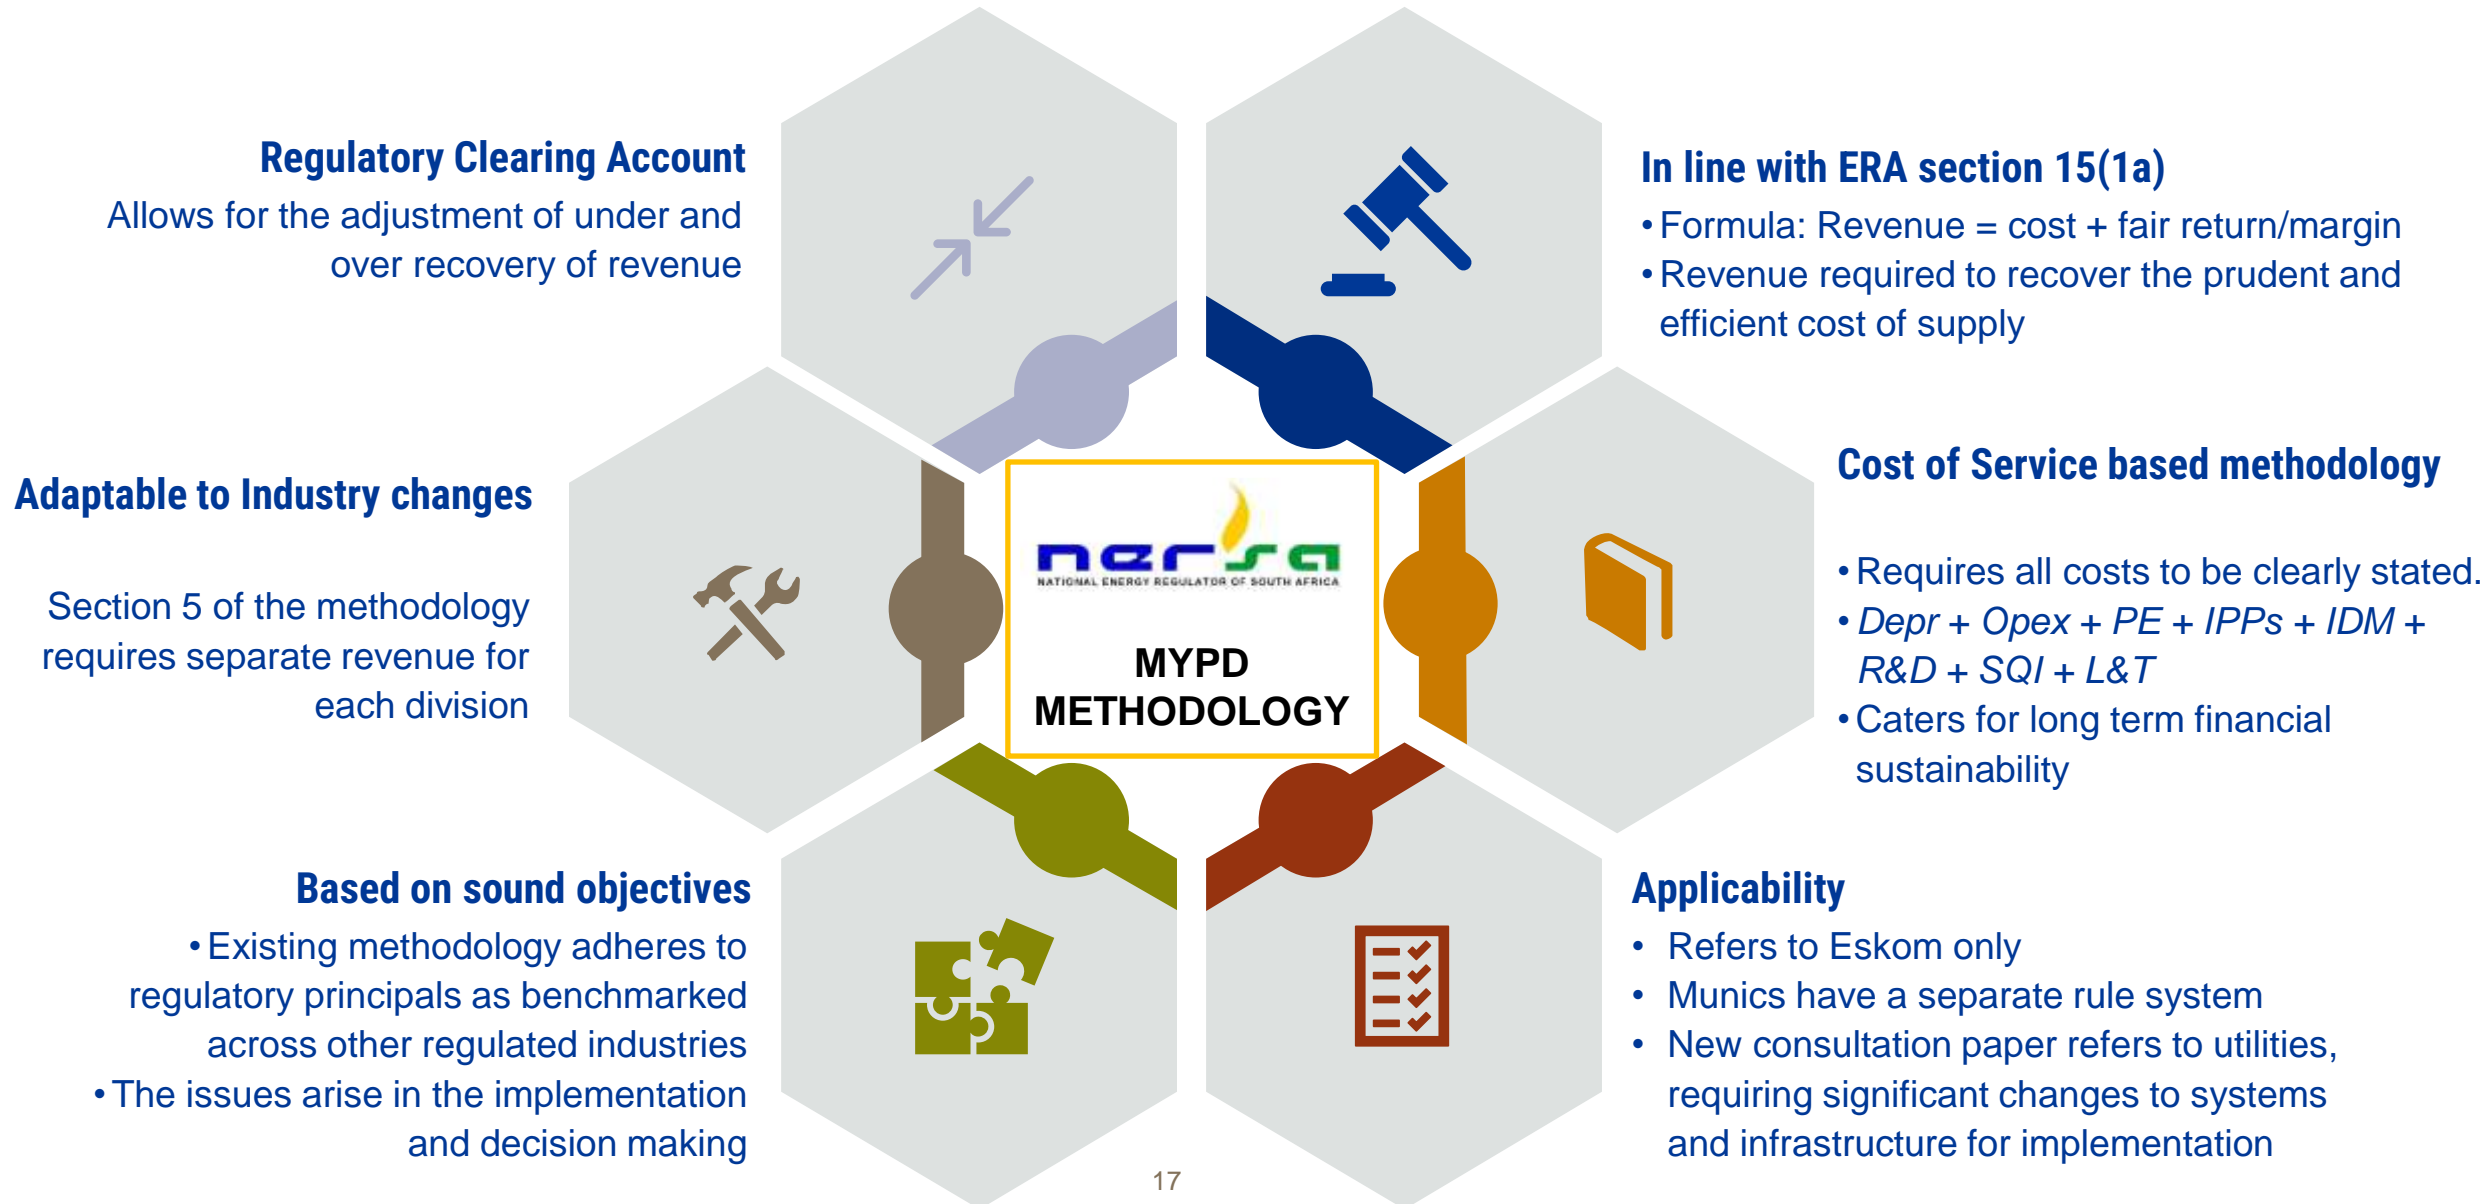 Regulatory Clearing Account
Allows for the adjustment of under and
over recovery of revenue
In line with ERA section 15(1a)
• Formula: Revenue = cost + fair return/margin
• Revenue required to recover the prudent and
efficient cost of supply
Adaptable to Industry changes
Section 5 of the methodology
requires separate revenue for
each division
nersa
NATIONAL ENERGY REGULATOR OF SOUTH AFRICA
MYPD
METHODOLOGY
Cost of Service based methodology
• Requires all costs to be clearly stated.
• Depr + Opex + PE + IPPs + IDM +
R&D + SQI + L&T
• Caters for long term financial
sustainability
Based on sound objectives
• Existing methodology adheres to
regulatory principals as benchmarked
across other regulated industries
• The issues arise in the implementation
and decision making
Applicability
• Refers to Eskom only
• Munics have a separate rule system
• New consultation paper refers to utilities,
requiring significant changes to systems
and infrastructure for implementation
17